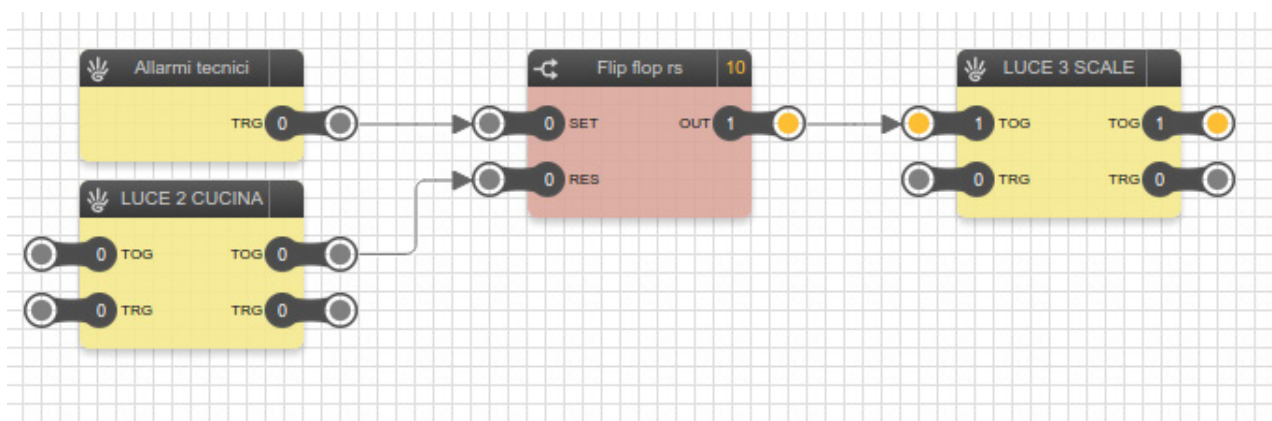 Allarmi tecnici
TRG 0
Flip flop rs 10
0 SET OUT 1
0 RES
LUCE 3 SCALE
1 TOG TOG 1
0 TRG TRG 0
LUCE 2 CUCINA
0 TOG TOG 0
0 TRG TRG 0